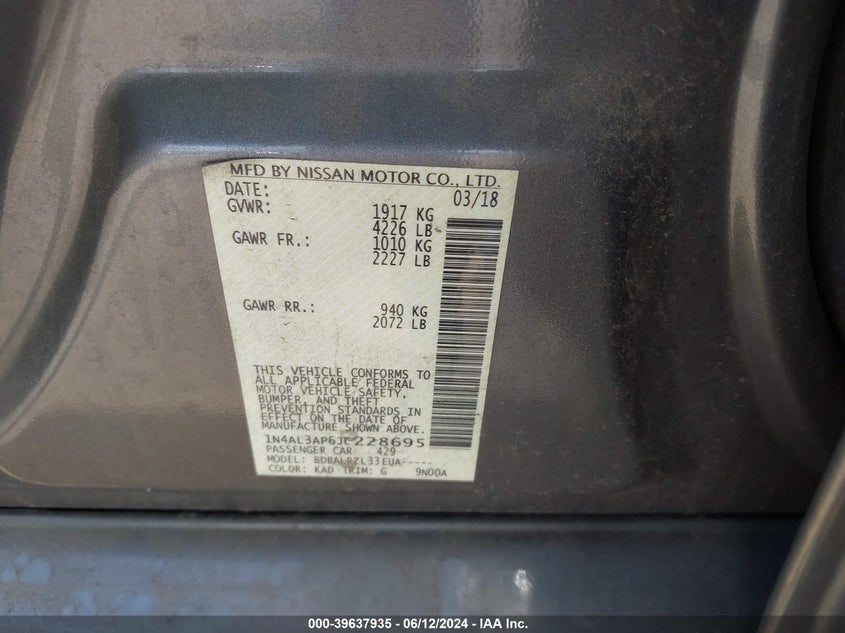 MFD BY NISSAN MOTOR CO., LTD.
DATE: 03/18
GVWR: 1917 KG
4226 LB
GAWR FR.: 1010 KG
2227 LB
GAWR RR.: 940 KG
2072 LB
THIS VEHICLE CONFORMS TO
ALL APPLICABLE FEDERAL
MOTOR VEHICLE SAFETY,
BUMPER, AND THEFT
PREVENTION STANDARDS IN
EFFECT ON THE DATE OF
MANUFACTURE SHOWN ABOVE.
1N4AL3AP6JC228695
PASSENGER CAR 429
MODEL: BDBALRZL33EUA-----
COLOR: KAD TRIM: G 9N00A
000-39637935 - 06/12/2024 - IAA Inc.